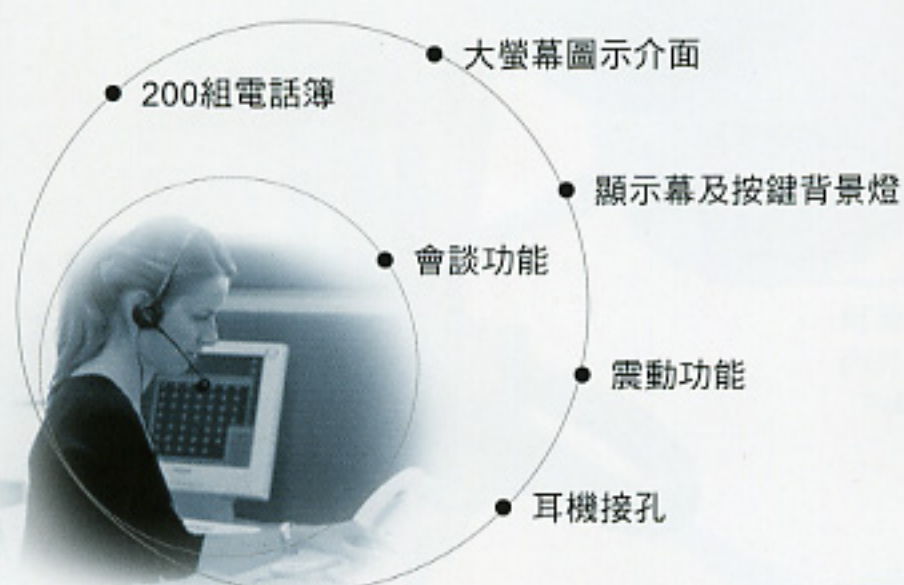 大螢幕圖示介面
200組電話簿
顯示幕及按鍵背景燈
會談功能
震動功能
耳機接孔